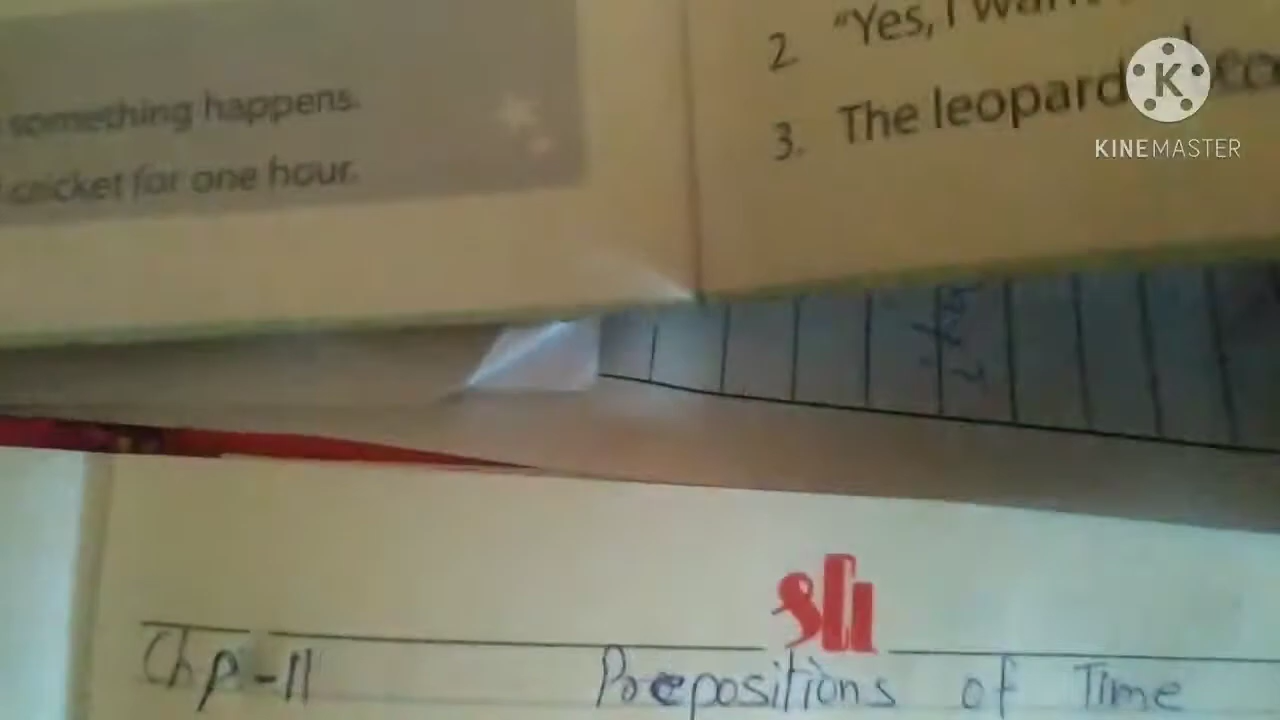 2 "Yes, I
something happens.
3. The leopard
cricket for one hour.
KINEMASTER
Chp-11 Prepositions of Time